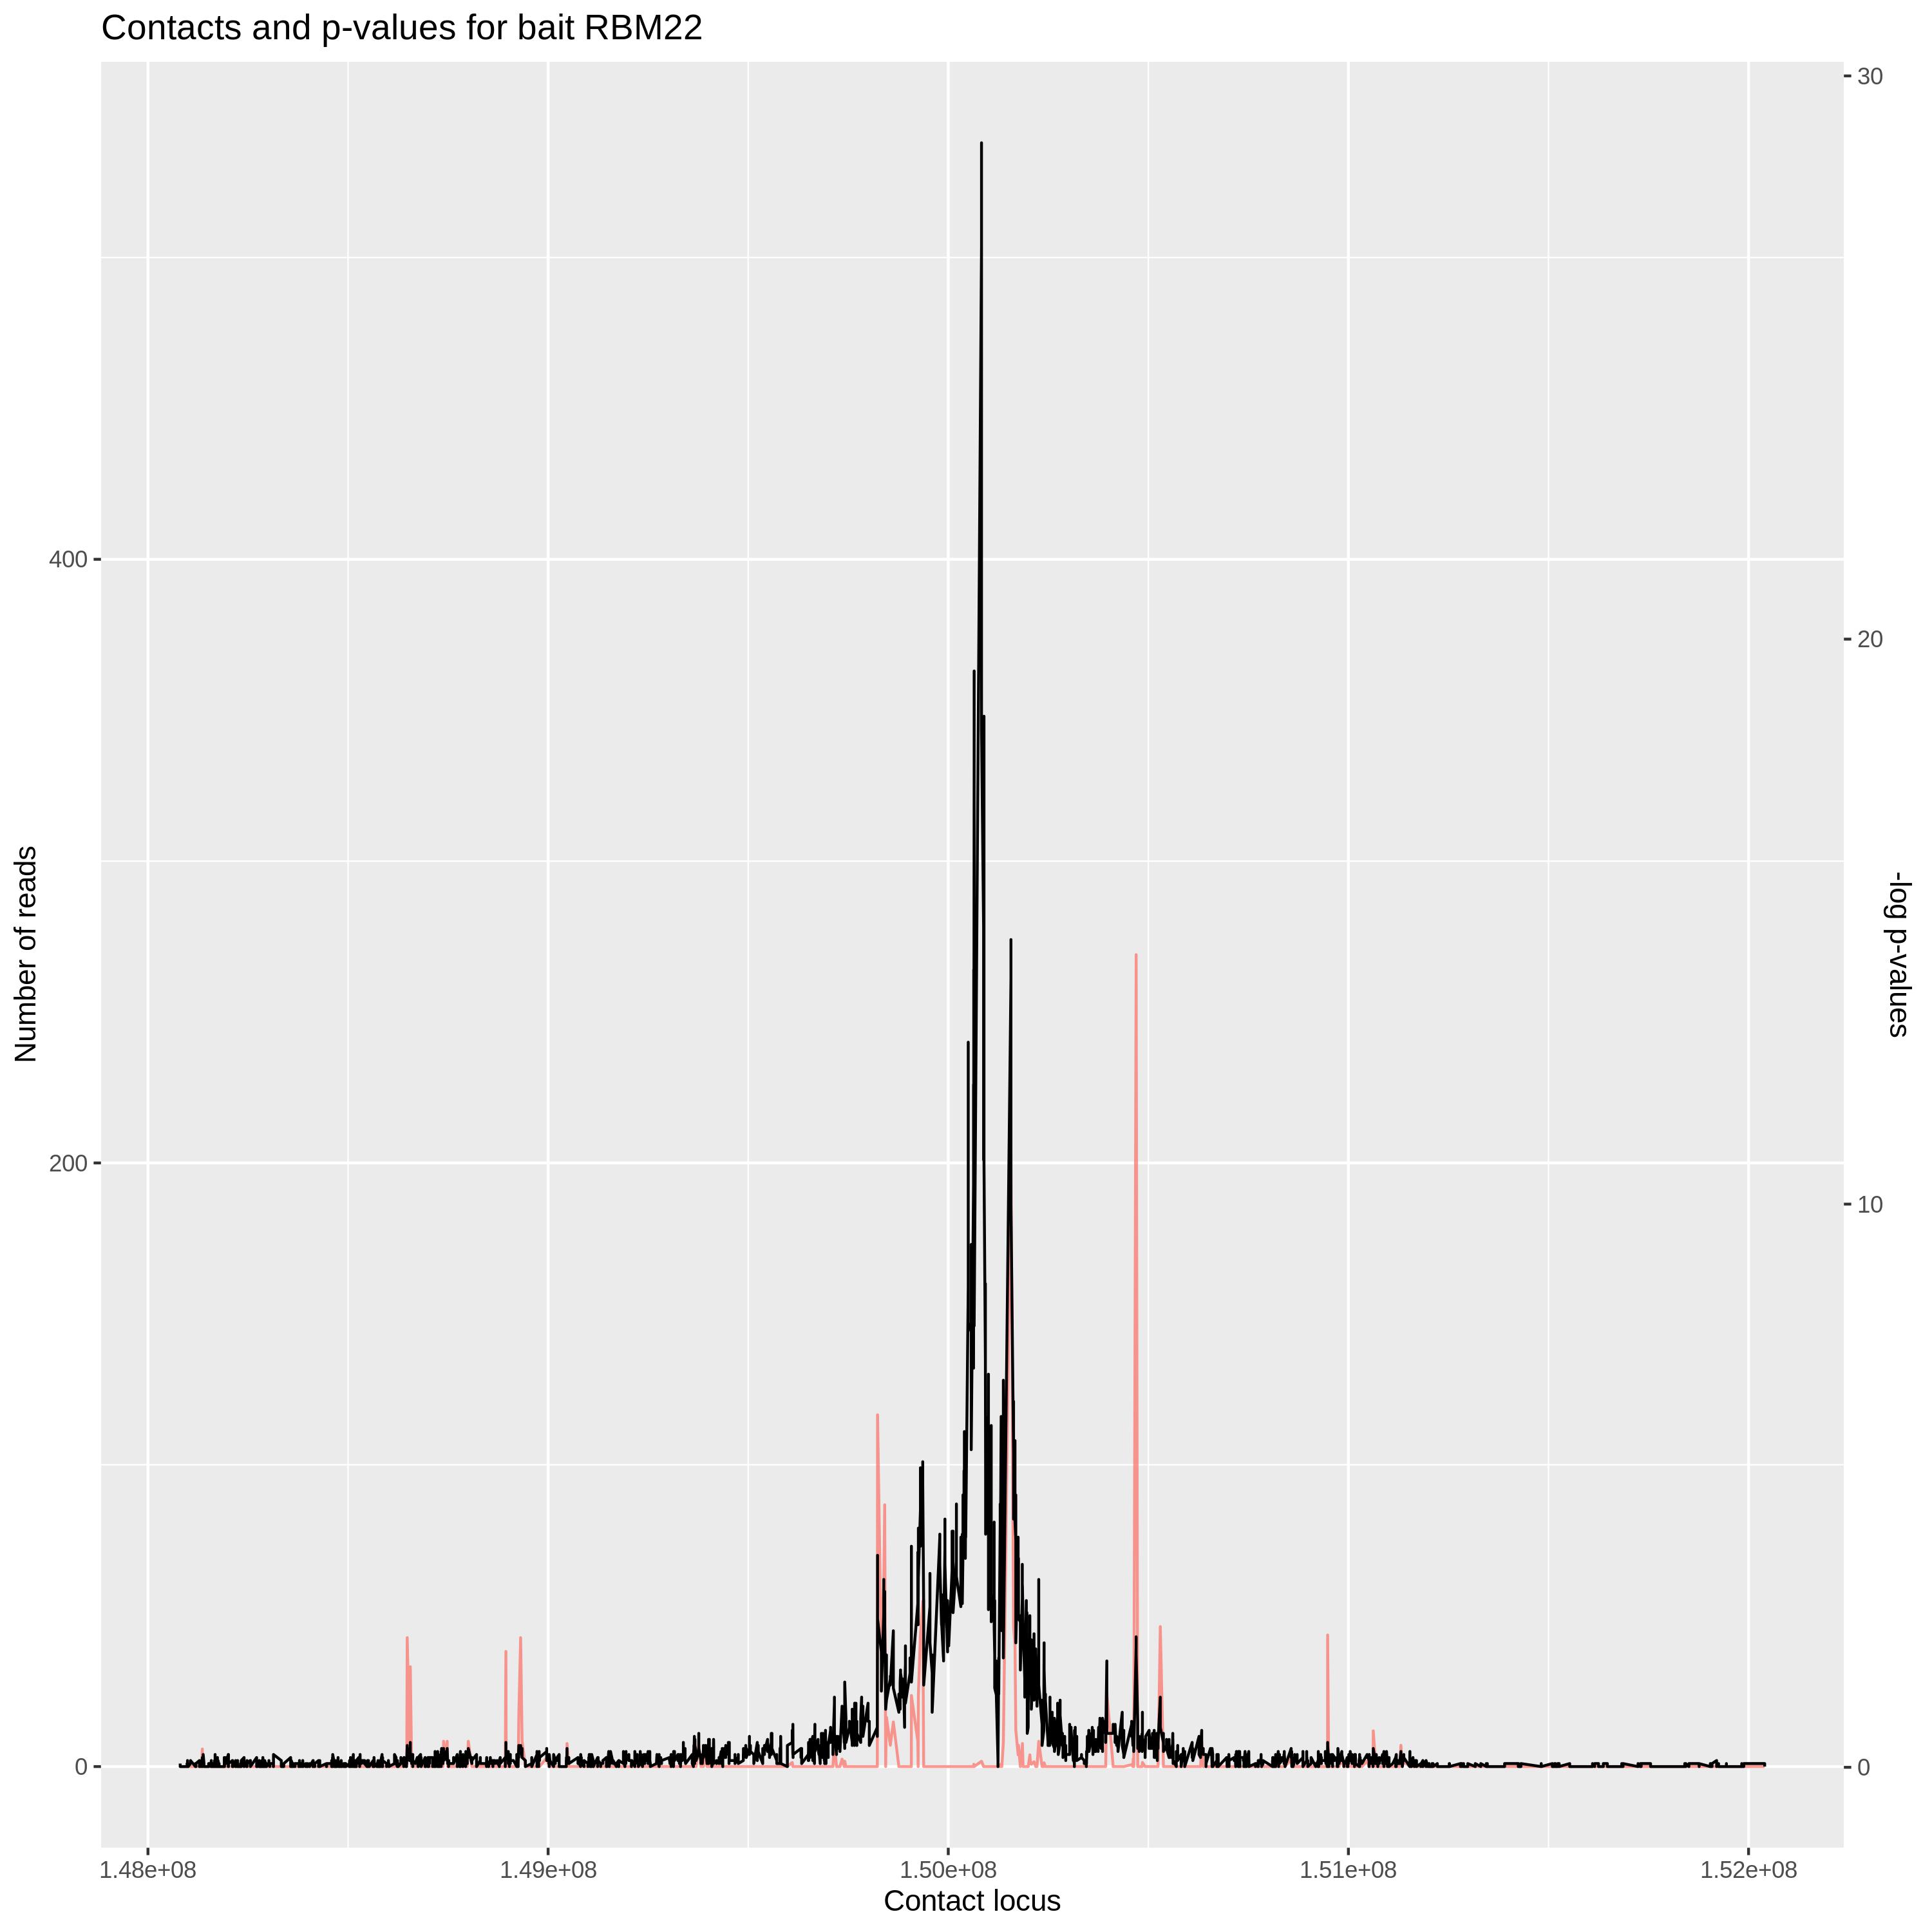 Contacts and p-values for bait RBM22
30
400
20
Number of reads
-log p-values
200
10
0
0
1.48e+08
1.49e+08
1.50e+08
1.51e+08
1.52e+08
Contact locus